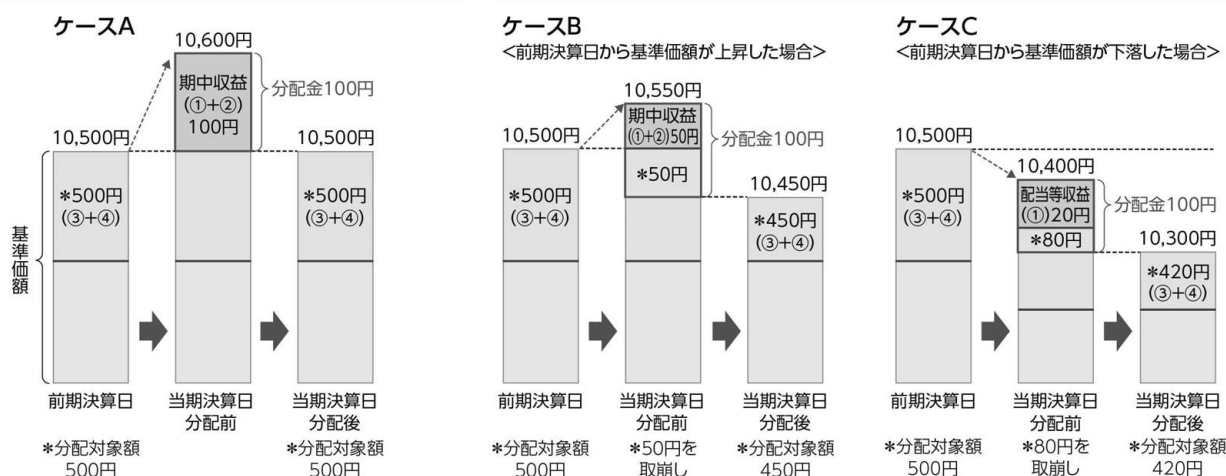 ケースA
10,600円
期中収益
(①+②)
100円
分配金100円
10,500円
10,500円
*500円
(③+④)
*500円
(③+④)
基準価額
前期決算日
当期決算日
分配前
当期決算日
分配後
*分配対象額
500円
*分配対象額
500円
ケースB
<前期決算日から基準価額が上昇した場合>
10,550円
期中収益
(①+②)50円
分配金100円
10,500円
*500円
(③+④)
*50円
10,450円
*450円
(③+④)
前期決算日
当期決算日
分配前
当期決算日
分配後
*分配対象額
500円
*50円を
取崩し
*分配対象額
450円
ケースC
<前期決算日から基準価額が下落した場合>
10,500円
10,400円
*500円
(③+④)
配当等収益
(①)20円
分配金100円
*80円
10,300円
*420円
(③+④)
前期決算日
当期決算日
分配前
当期決算日
分配後
*分配対象額
500円
*80円を
取崩し
*分配対象額
420円